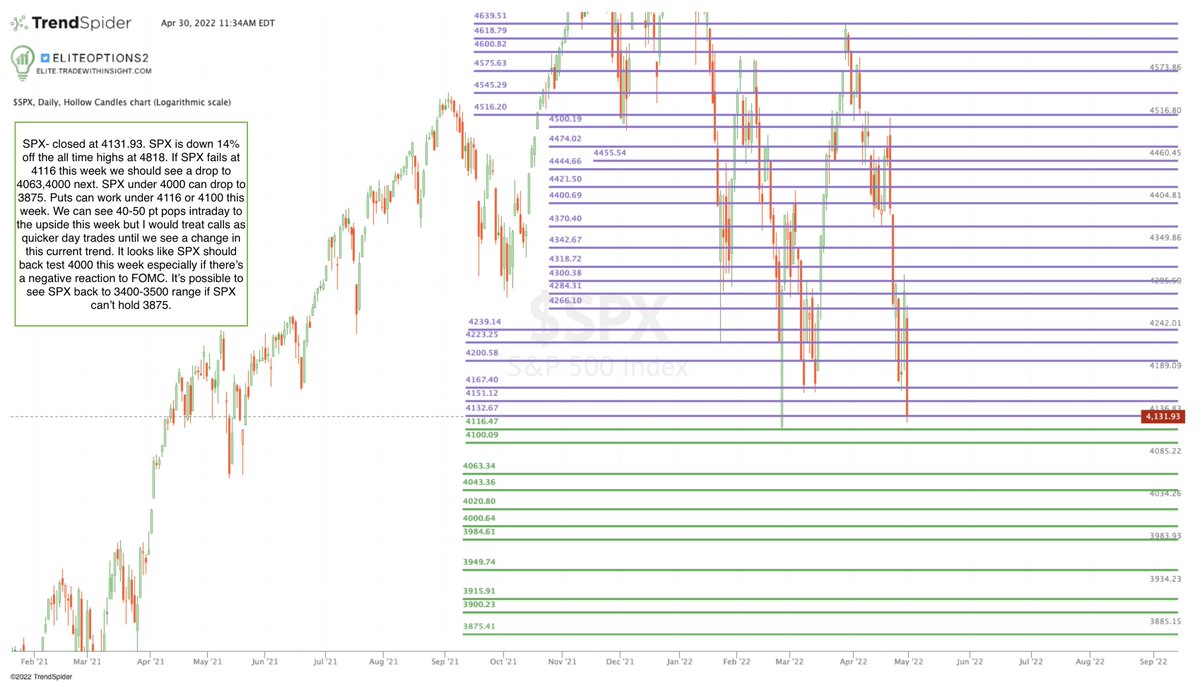 TrendSpider
Apr 30, 2022 11:34AM EDT
ELITEOPTIONS2
ELITE.TRADEWITHINSIGHT.COM
$SPX, Daily, Hollow Candles chart (Logarithmic scale)
SPX- closed at 4131.93. SPX is down 14%
off the all time highs at 4818. If SPX fails at
4116 this week we should see a drop to
4063,4000 next. SPX under 4000 can drop to
3875. Puts can work under 4116 or 4100 this
week. We can see 40-50 pt pops intraday to
the upside this week but I would treat calls as
quicker day trades until we see a change in
this current trend. It looks like SPX should
back test 4000 this week especially if there's
a negative reaction to FOMC. It's possible to
see SPX back to 3400-3500 range if SPX
can't hold 3875.
4639.51
4618.79
4600.82
4575.63
4545.29
4516.20
4500.19
4474.02
4455.54
4444.66
4421.50
4400.69
4370.40
4342.67
4318.72
4300.38
4284.31
4266.10
4239.14
4223.25
4200.58
4167.40
4151.12
4132.67
4116.47
4100.09
4063.34
4043.36
4020.80
4000.64
3984.61
3949.74
3915.91
3900.23
3875.41
$SPX
S&P 500 Index
4573.86
4516.80
4460.45
4404.81
4349.86
4295.59
4242.01
4189.09
4136.83
4,131.93
4085.22
4034.26
3983.93
3934.23
3885.15
Feb '21
Mar '21
Apr '21
May '21
Jun '21
Jul '21
Aug '21
Sep '21
Oct '21
Nov '21
Dec '21
Jan '22
Feb '22
Mar '22
Apr '22
May '22
Jun '22
Jul '22
Aug '22
Sep '22
©2022 TrendSpider